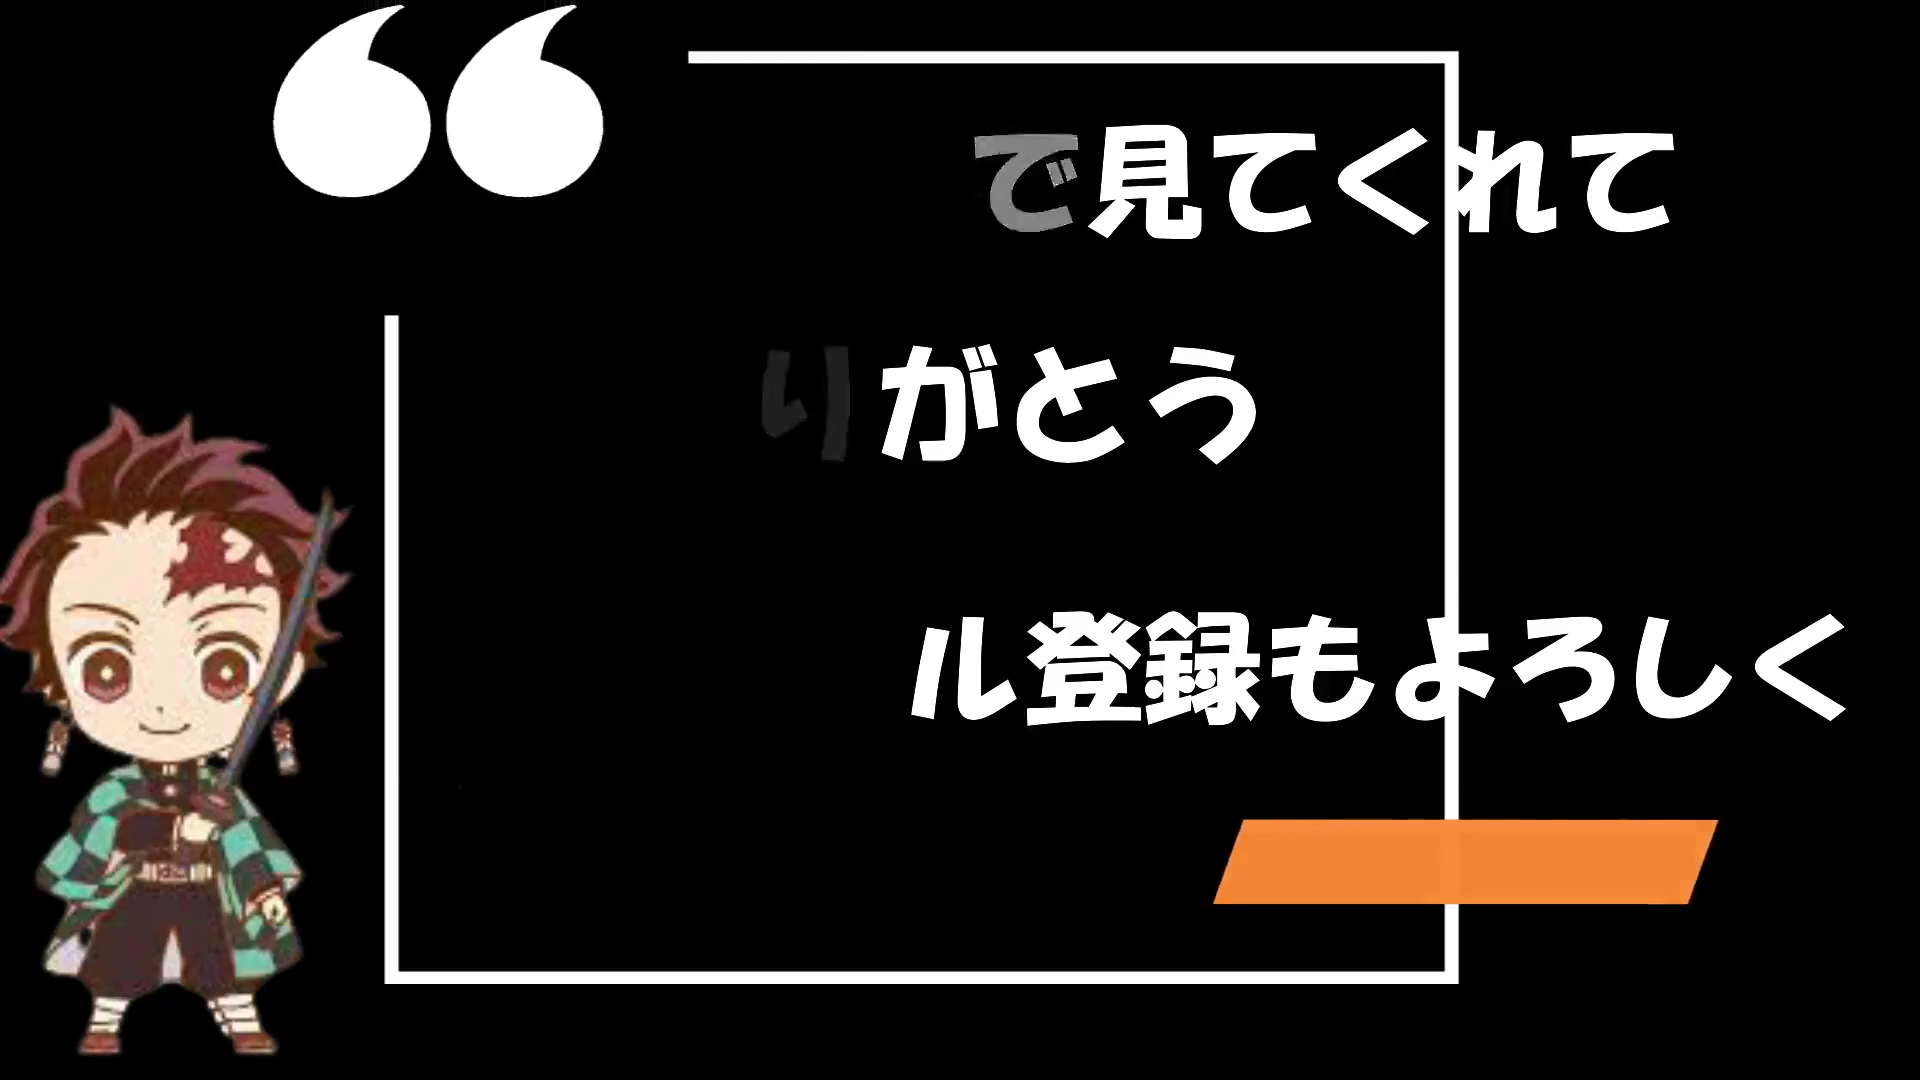 で見てくれて
りがとう
ル登録もよろしく